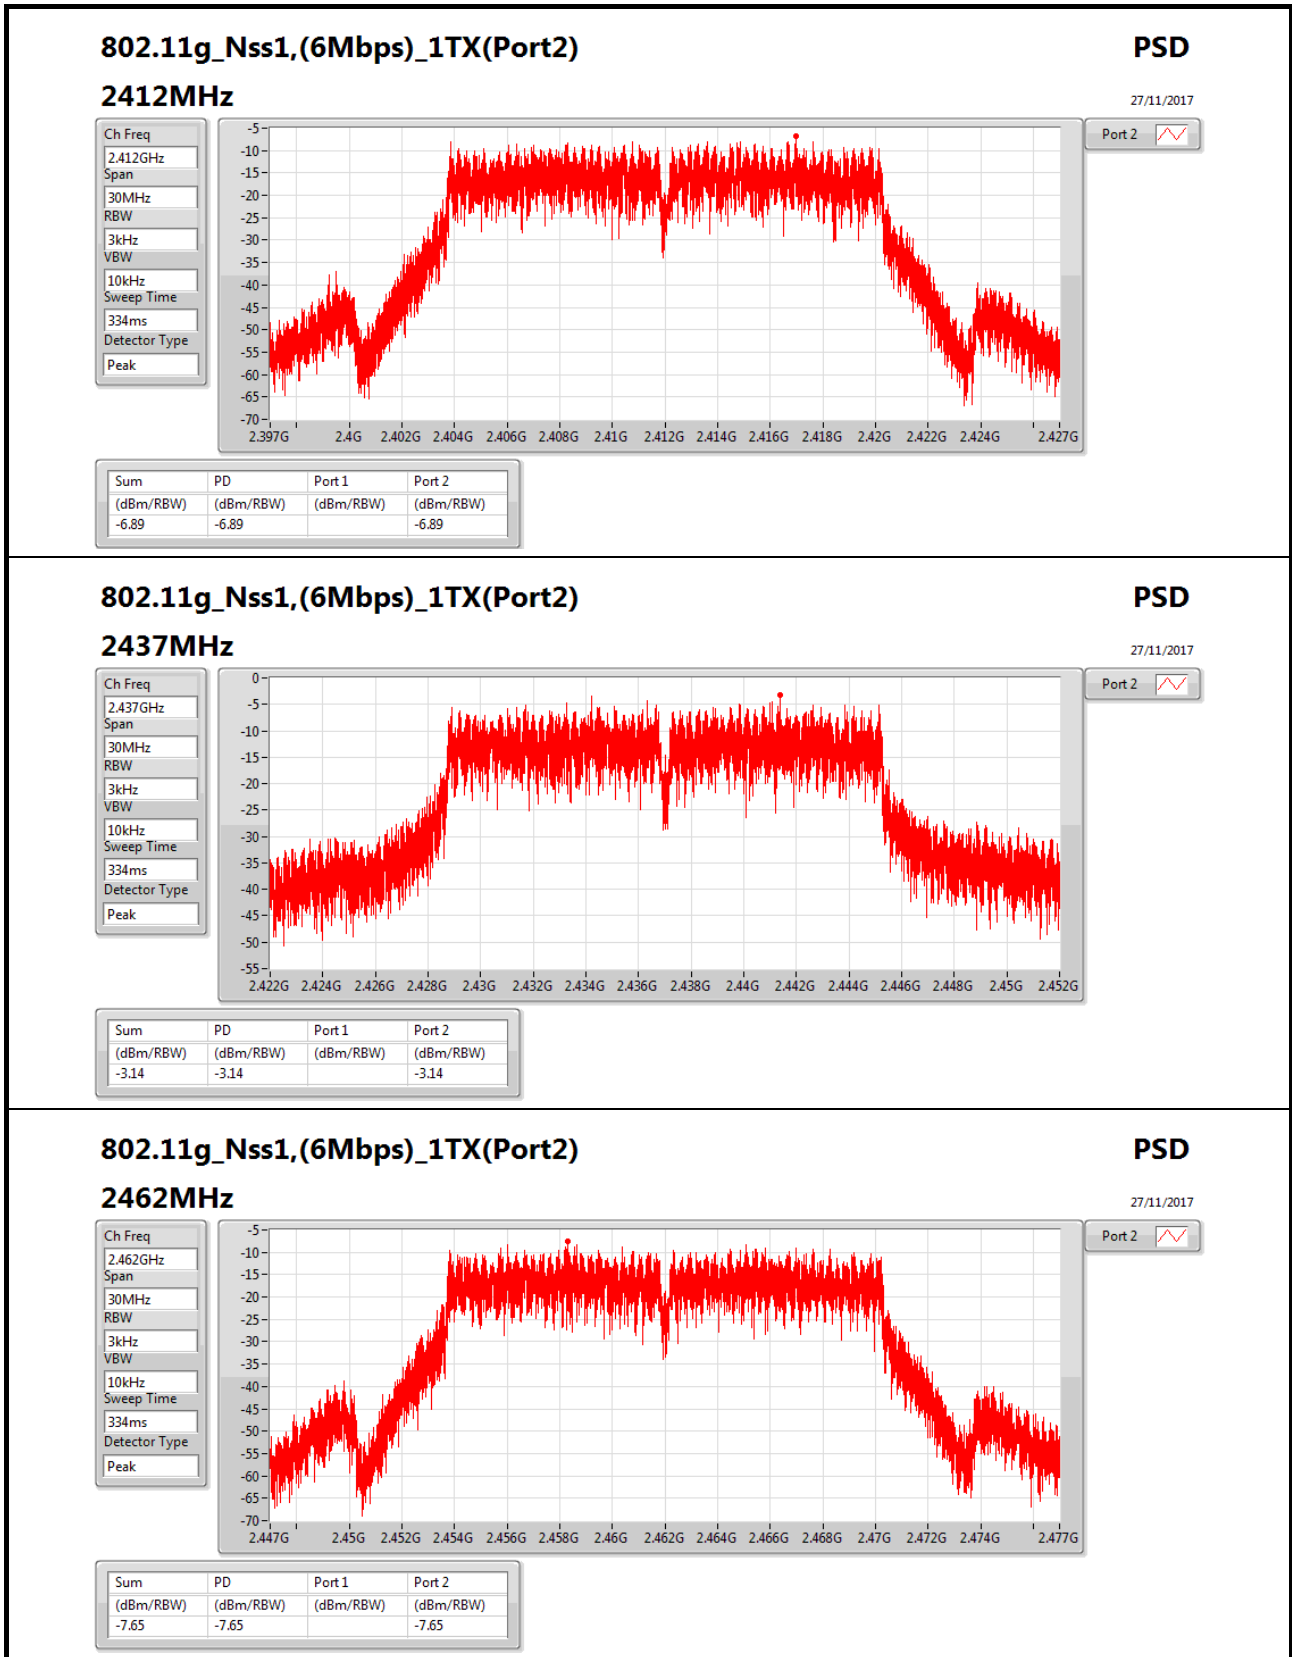 802.11g_Nss1,(6Mbps)_1TX(Port2) PSD
2412MHz 27/11/2017
Ch Freq
2.412GHz
Span
30MHz
RBW
3kHz
VBW
10kHz
Sweep Time
334ms
Detector Type
Peak
-5
-10
-15
-20
-25
-30
-35
-40
-45
-50
-55
-60
-65
-70
2.397G 2.4G 2.402G 2.404G 2.406G 2.408G 2.41G 2.412G 2.414G 2.416G 2.418G 2.42G 2.422G 2.424G 2.427G
Port 2
Sum PD Port 1 Port 2
(dBm/RBW) (dBm/RBW) (dBm/RBW) (dBm/RBW)
-6.89 -6.89 -6.89
802.11g_Nss1,(6Mbps)_1TX(Port2) PSD
2437MHz 27/11/2017
Ch Freq
2.437GHz
Span
30MHz
RBW
3kHz
VBW
10kHz
Sweep Time
334ms
Detector Type
Peak
0
-5
-10
-15
-20
-25
-30
-35
-40
-45
-50
-55
2.422G 2.424G 2.426G 2.428G 2.43G 2.432G 2.434G 2.436G 2.438G 2.44G 2.442G 2.444G 2.446G 2.448G 2.45G 2.452G
Port 2
Sum PD Port 1 Port 2
(dBm/RBW) (dBm/RBW) (dBm/RBW) (dBm/RBW)
-3.14 -3.14 -3.14
802.11g_Nss1,(6Mbps)_1TX(Port2) PSD
2462MHz 27/11/2017
Ch Freq
2.462GHz
Span
30MHz
RBW
3kHz
VBW
10kHz
Sweep Time
334ms
Detector Type
Peak
-5
-10
-15
-20
-25
-30
-35
-40
-45
-50
-55
-60
-65
-70
2.447G 2.45G 2.452G 2.454G 2.456G 2.458G 2.46G 2.462G 2.464G 2.466G 2.468G 2.47G 2.472G 2.474G 2.477G
Port 2
Sum PD Port 1 Port 2
(dBm/RBW) (dBm/RBW) (dBm/RBW) (dBm/RBW)
-7.65 -7.65 -7.65